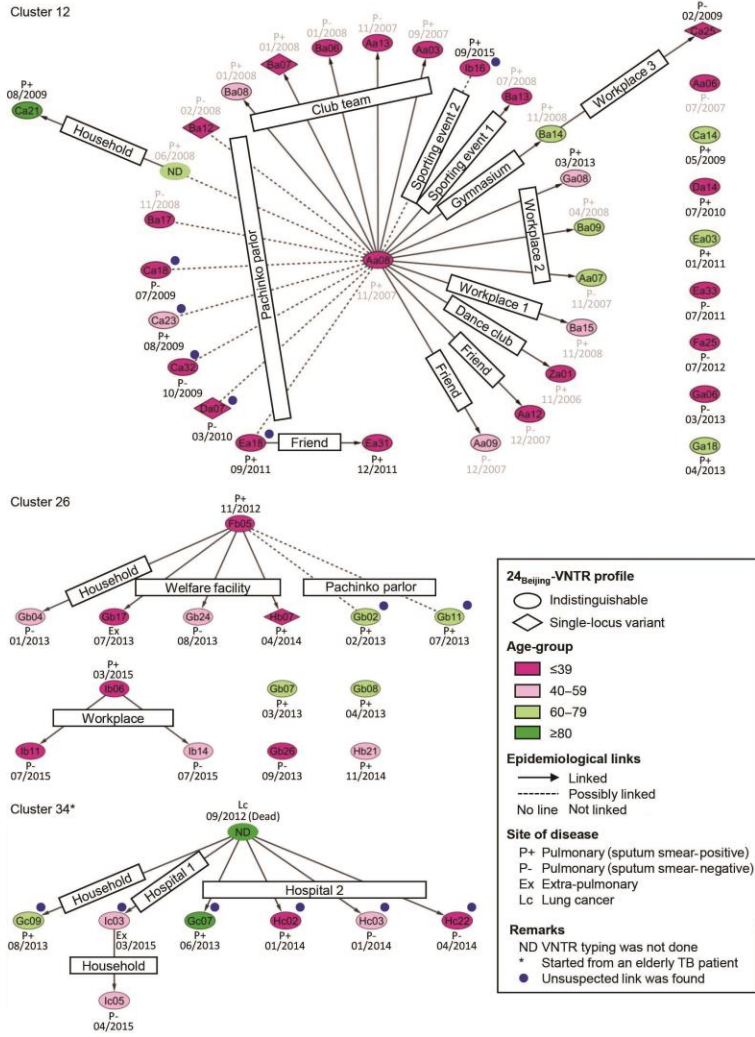 Cluster 12
P-
02/2009
Ca25
P-
11/2007
Aa13
P+
09/2007
Aa03
P-
01/2008
Ba06
P+
01/2008
Ba07
P+
01/2008
Ba08
P+
09/2015
Ib16
P+
07/2008
Ba13
Workplace 3
P+
08/2009
Ca21
Household
P-
02/2008
Ba12
Club team
Sporting event 2
Sporting event 1
Gymnasium
P+
11/2008
Ba14
Aa06
P-
07/2007
P+
06/2008
ND
P+
03/2013
Ga08
Ca14
P+
05/2009
Ba17
P-
11/2008
Pachinko parlor
P+
04/2008
Ba09
Workplace 2
Da14
P+
07/2010
Ca18
P-
07/2009
Aa08
P+
11/2007
Aa07
P-
11/2007
Ea03
P+
01/2011
Ca23
P+
08/2009
Workplace 1
Ba15
P+
11/2008
Ea33
P-
07/2011
Ca32
P-
10/2009
Dance club
Za01
P+
11/2006
Fa25
P-
07/2012
Da07
P-
03/2010
Friend
Aa12
P-
12/2007
Ga06
P-
03/2013
Ea18
P+
09/2011
Friend
Ea31
P+
12/2011
Friend
Aa09
P-
12/2007
Ga18
P+
04/2013
Cluster 26
P+
11/2012
Fb05
Household
Welfare facility
Pachinko parlor
Gb04
P-
01/2013
Gb17
Ex
07/2013
Gb24
P-
08/2013
Hb07
P+
04/2014
Gb02
P+
02/2013
Gb11
P+
07/2013
P+
03/2015
Ib06
Workplace
Ib11
P-
07/2015
Ib14
P-
07/2015
Gb07
P+
03/2013
Gb08
P+
04/2013
Gb26
P-
09/2013
Hb21
P+
11/2014
Cluster 34*
Lc
09/2012 (Dead)
ND
Household
Hospital 1
Hospital 2
Gc09
P+
08/2013
Ic03
Ex
03/2015
Gc07
P+
06/2013
Hc02
P+
01/2014
Hc03
P-
01/2014
Hc22
P-
04/2014
Household
Ic05
P-
04/2015
24Beijing-VNTR profile
Indistinguishable
Single-locus variant
Age-group
≤39
40–59
60–79
≥80
Epidemiological links
Linked
Possibly linked
No line Not linked
Site of disease
P+ Pulmonary (sputum smear-positive)
P- Pulmonary (sputum smear-negative)
Ex Extra-pulmonary
Lc Lung cancer
Remarks
ND VNTR typing was not done
* Started from an elderly TB patient
Unsuspected link was found